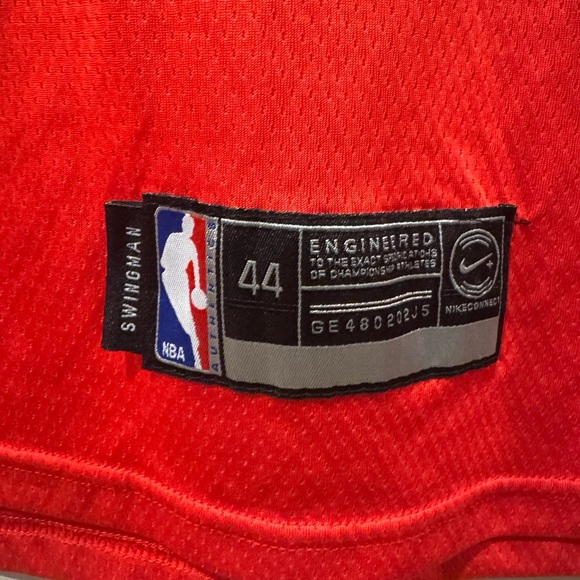 SWINGMAN
NBA
AUTHENTICS
44
ENGINEERED
TO THE EXACT SPECIFICATIONS
OF CHAMPIONSHIP ATHLETES
GE480202J5
NIKECONNECT